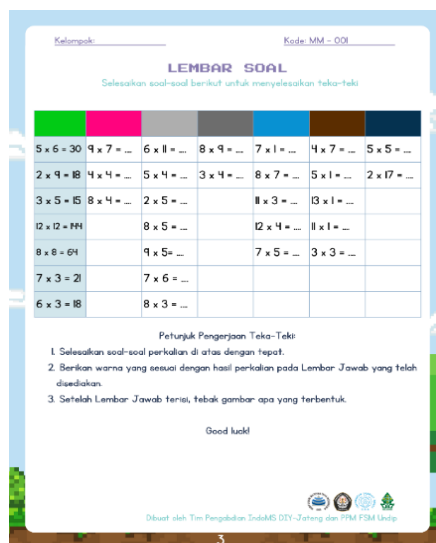 Kelompok: Kode: MM - 001
LEMBAR SOAL
Selesaikan soal-soal berikut untuk menyelesaikan teka-teki
5 x 6 = 30 9 x 7 = ... 6 x 11 = ... 8 x 9 = ... 7 x 1 = ... 4 x 7 = ... 5 x 5 = ...
2 x 9 = 18 4 x 4 = ... 5 x 4 = ... 3 x 4 = ... 8 x 7 = ... 5 x 1 = ... 2 x 17 = ...
3 x 5 = 15 8 x 4 = ... 2 x 5 = ... 11 x 3 = ... 13 x 1 = ...
12 x 12 = 144 8 x 5 = ... 12 x 4 = ... 11 x 1 = ...
8 x 8 = 64 9 x 5= ... 7 x 5 = ... 3 x 3 = ...
7 x 3 = 21 7 x 6 = ...
6 x 3 = 18 8 x 3 = ...
Petunjuk Pengerjaan Teka-Teki:
1. Selesaikan soal-soal perkalian di atas dengan tepat.
2. Berikan warna yang sesuai dengan hasil perkalian pada Lembar Jawab yang telah
disediakan.
3. Setelah Lembar Jawab terisi, tebak gambar apa yang terbentuk.
Good luck!
Dibuat oleh Tim Pengabdian IndoMS DIY-Jateng dan PPM FSM Undip
3